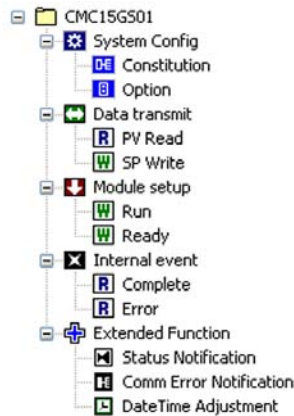 CMC15GS01
System Config
Constitution
Option
Data transmit
R PV Read
W SP Write
Module setup
W Run
W Ready
Internal event
R Complete
R Error
Extended Function
Status Notification
Comm Error Notification
DateTime Adjustment